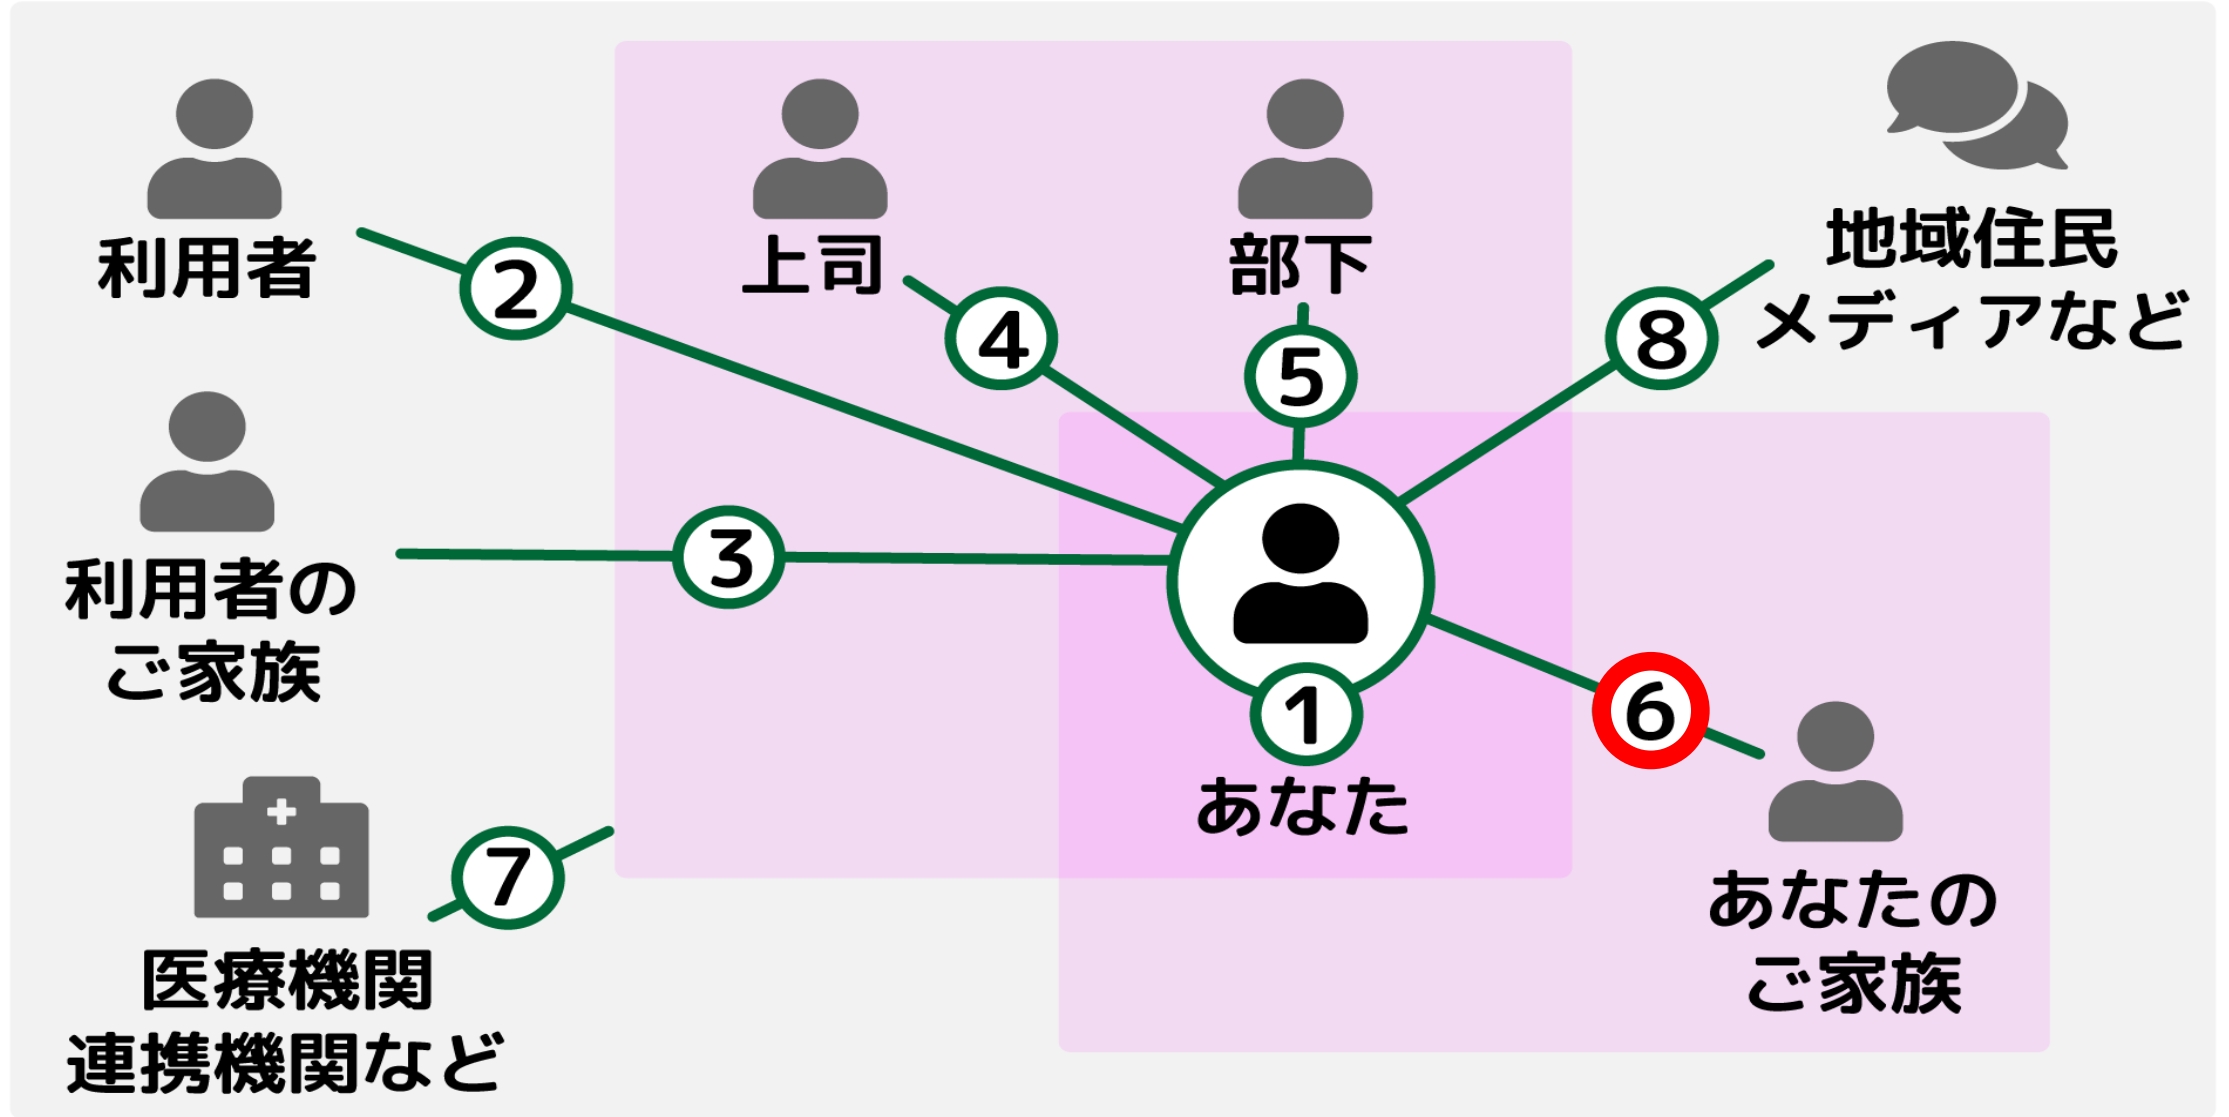 利用者
2
上司
4
部下
5
地域住民
メディアなど
8
利用者の
ご家族
3
1
あなた
6
あなたの
ご家族
7
医療機関
連携機関など